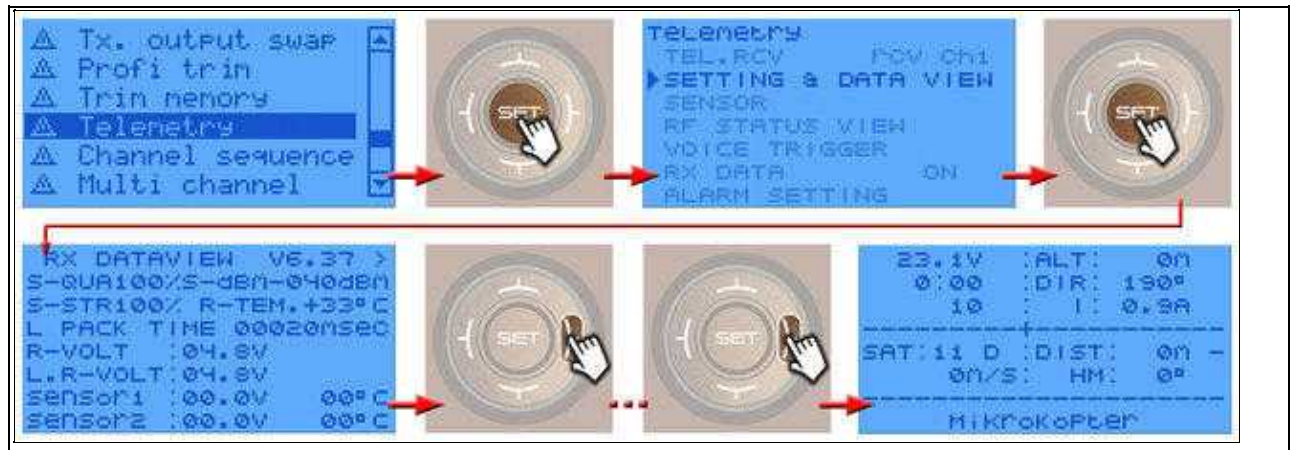 Tx. output swap
Profi trim
Trim memory
Telemetry
Channel sequence
Multi channel
SET
Telemetry
TEL.RCV rcv Ch1
SETTING & DATA VIEW
SENSOR
RF STATUS VIEW
VOICE TRIGGER
RX DATA ON
ALARM SETTING
SET
RX DATAVIEW V6.37 >
S-QUA100%S-dBm-040dBm
S-STR100% R-TEM.+33°C
L PACK TIME 00020msec
R-VOLT :04.8V
L.R-VOLT:04.8V
Sensor1 :00.0V 00°C
Sensor2 :00.0V 00°C
SET
SET
23.1V :ALT: 0m
0:00 :DIR: 190°
10 : I: 0.9A
SAT:11 D :DIST: 0m -
0m/s: HM: 0°
MikroKopter